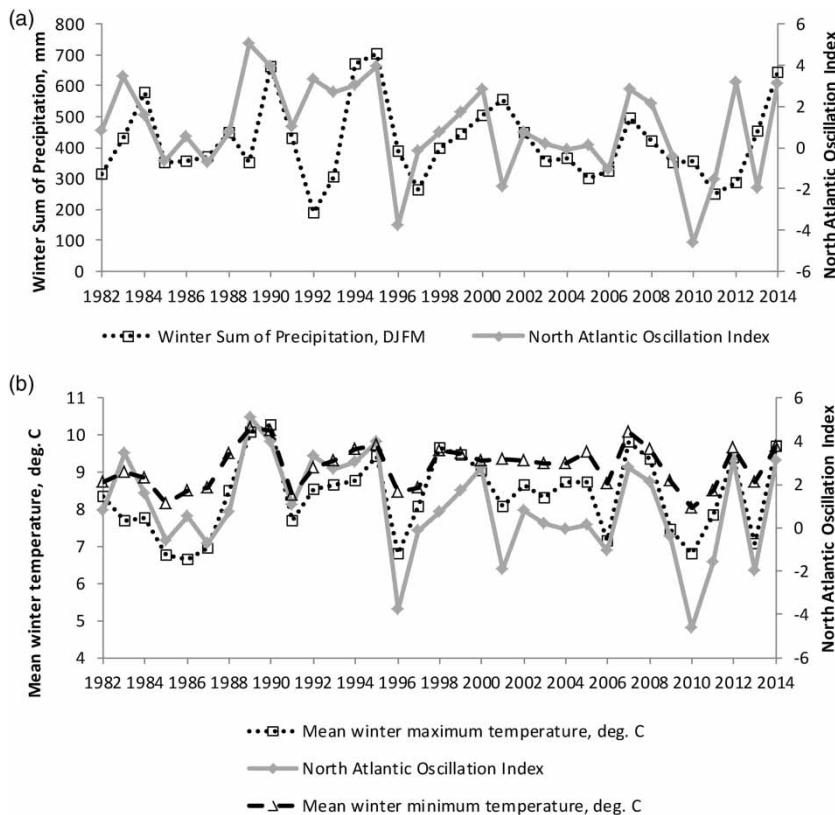 (a)
Winter Sum of Precipitation, mm
800
700
600
500
400
300
200
100
0
6
4
2
0
-2
-4
-6
North Atlantic Oscillation Index
1982 1984 1986 1988 1990 1992 1994 1996 1998 2000 2002 2004 2006 2008 2010 2012 2014
Winter Sum of Precipitation, DJFM
North Atlantic Oscillation Index
(b)
Mean winter temperature, deg. C
11
10
9
8
7
6
5
4
6
4
2
0
-2
-4
-6
North Atlantic Oscillation Index
1982 1984 1986 1988 1990 1992 1994 1996 1998 2000 2002 2004 2006 2008 2010 2012 2014
Mean winter maximum temperature, deg. C
North Atlantic Oscillation Index
Mean winter minimum temperature, deg. C